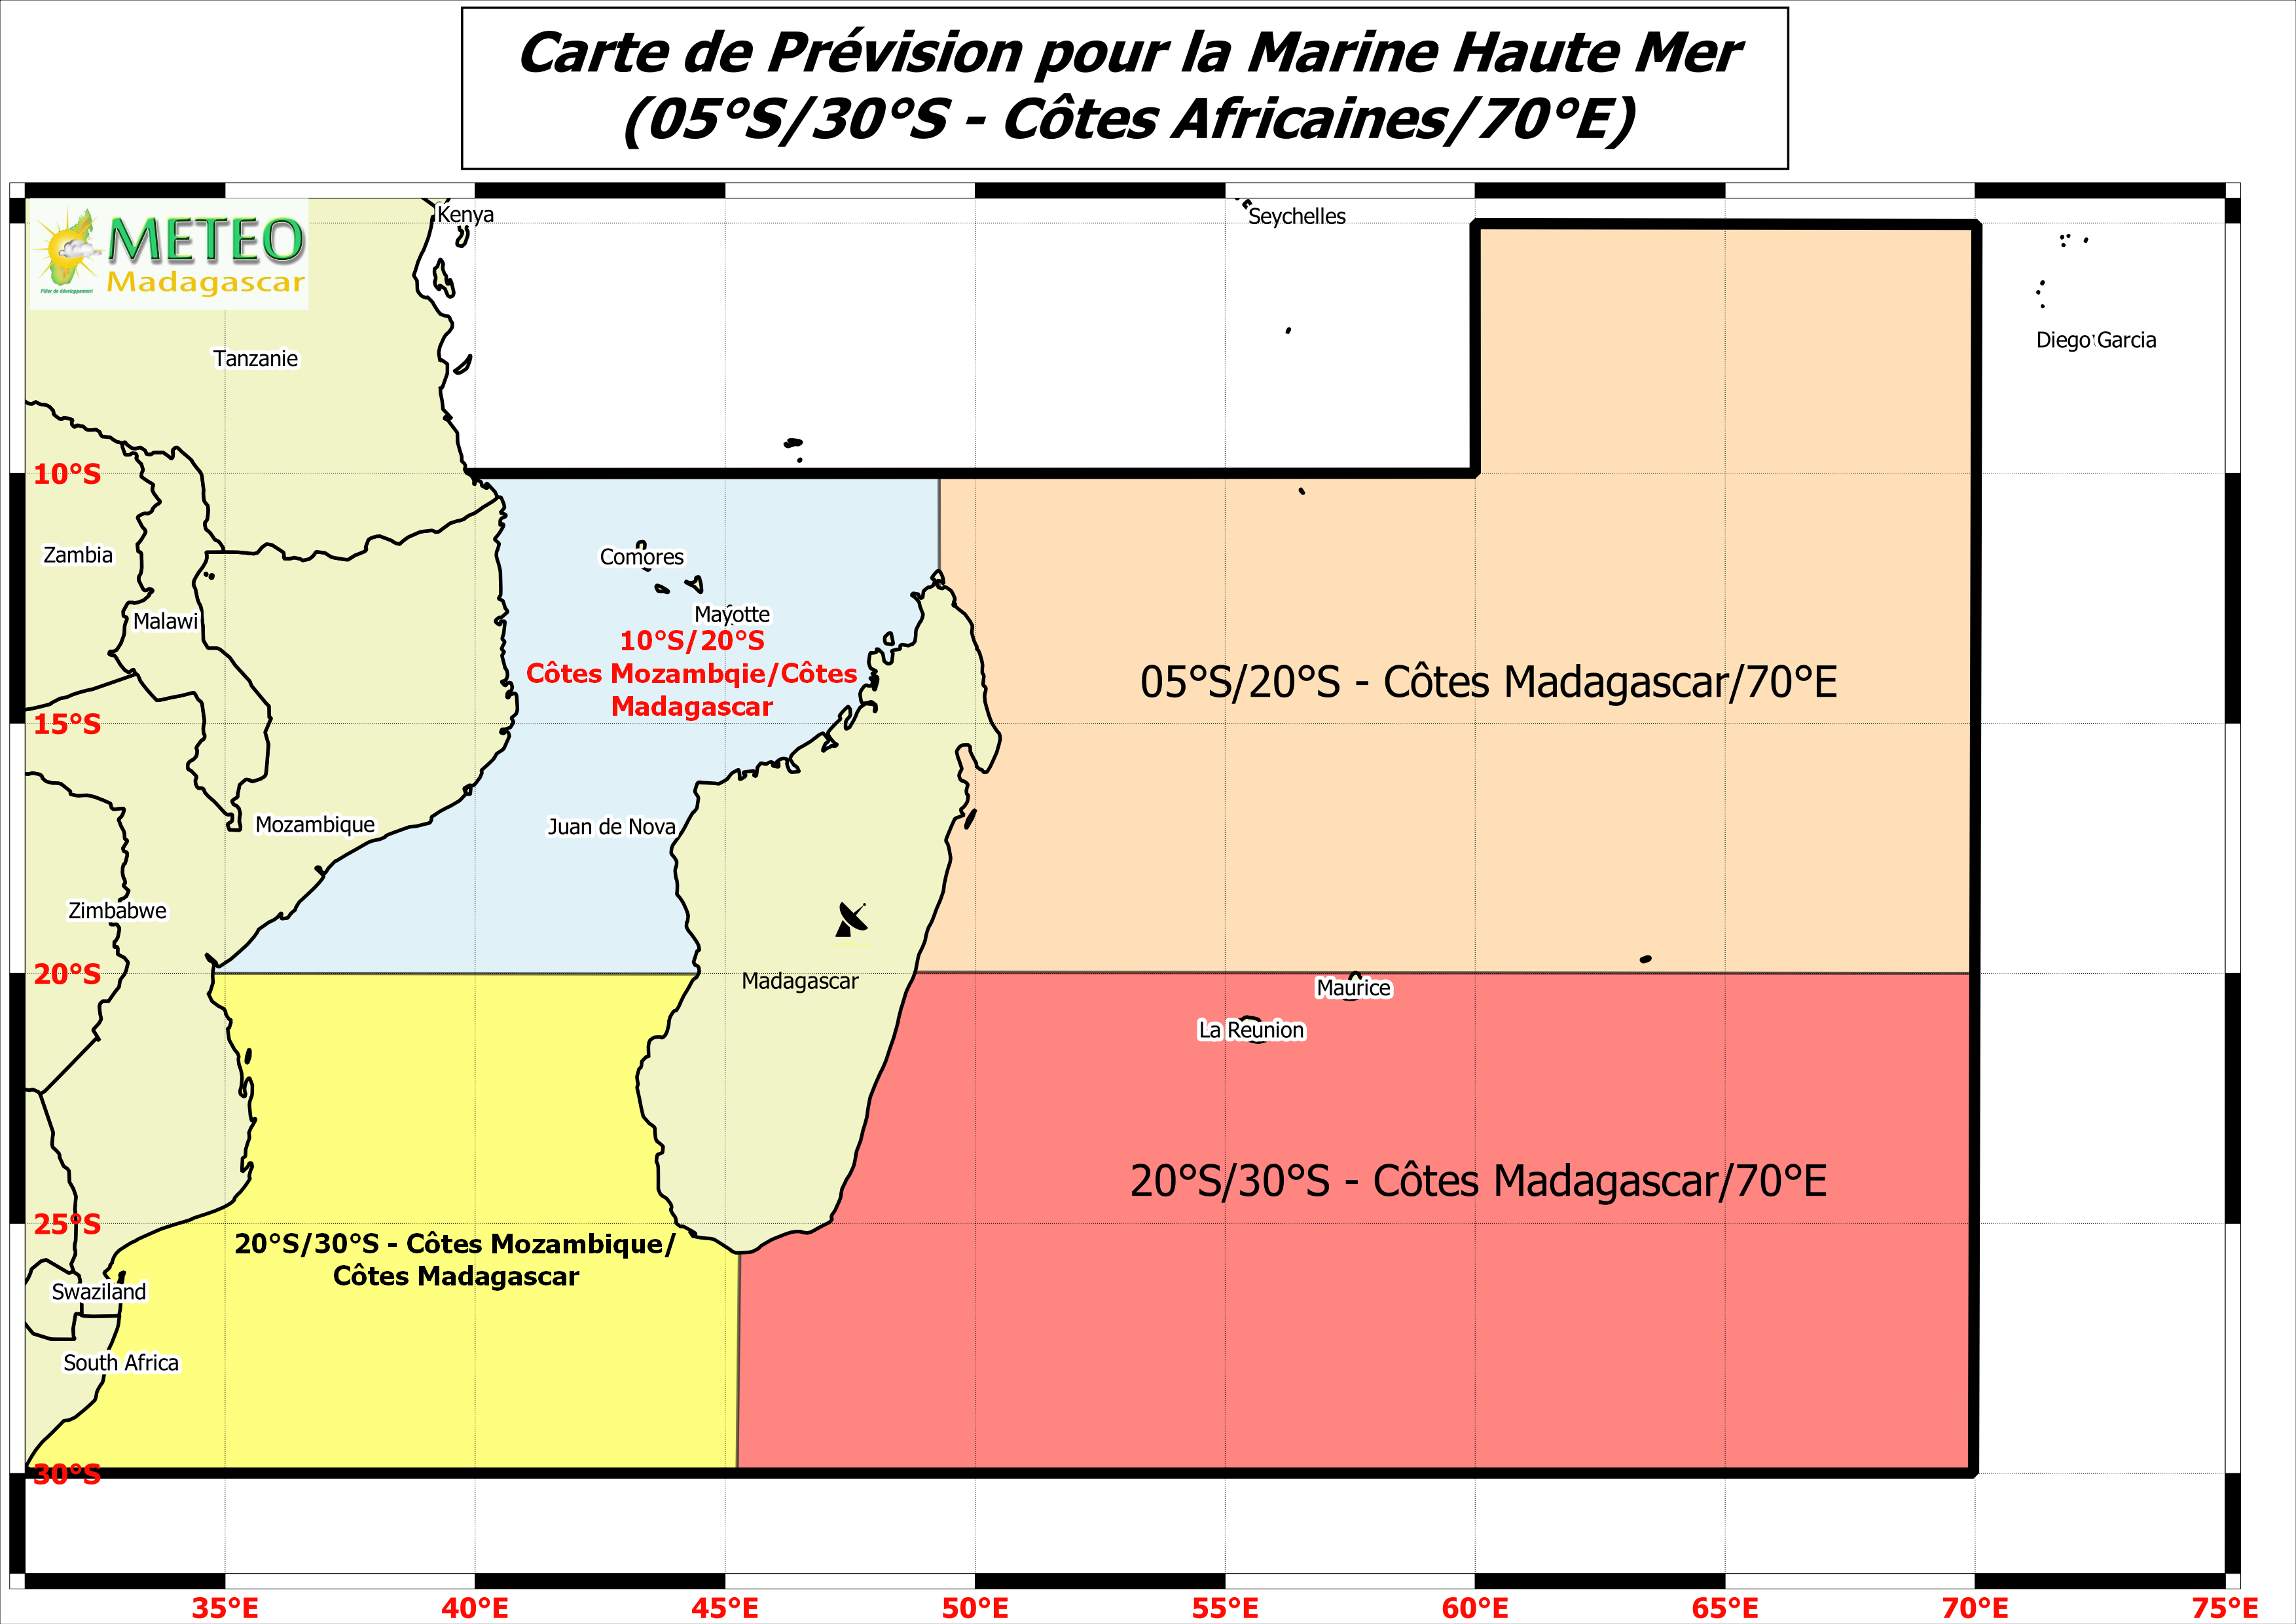 Carte de Prévision pour la Marine Haute Mer
(05°S/30°S - Côtes Africaines/70°E)
METEO
Madagascar
Pilier de développement
Kenya
Seychelles
Diego Garcia
Tanzanie
10°S
Zambia
Comores
Malawi
Mayotte
10°S/20°S
Côtes Mozambqie/Côtes
Madagascar
05°S/20°S - Côtes Madagascar/70°E
15°S
Mozambique
Juan de Nova
Zimbabwe
20°S
Madagascar
Maurice
La Reunion
20°S/30°S - Côtes Madagascar/70°E
25°S
20°S/30°S - Côtes Mozambique/
Côtes Madagascar
Swaziland
South Africa
30°S
35°E 40°E 45°E 50°E 55°E 60°E 65°E 70°E 75°E